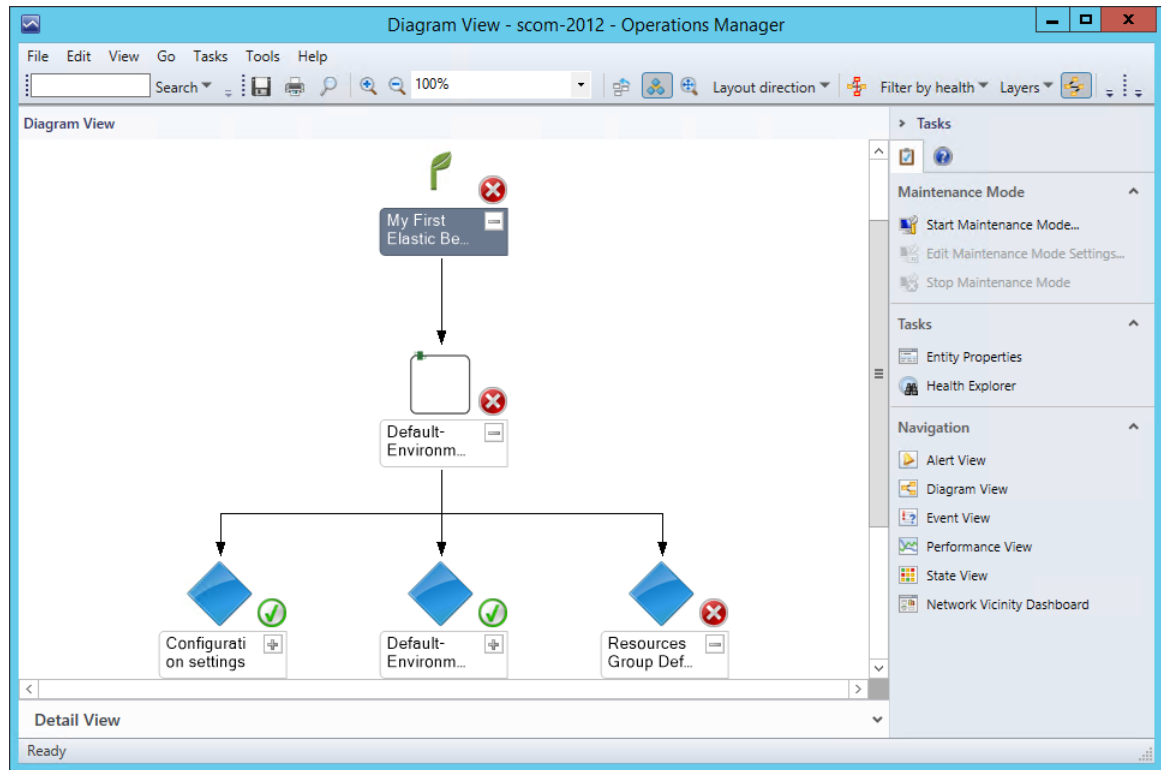 Diagram View - scom-2012 - Operations Manager
File Edit View Go Tasks Tools Help
Search 100% Layout direction Filter by health Layers
Diagram View
Tasks
Maintenance Mode
Start Maintenance Mode...
Edit Maintenance Mode Settings...
Stop Maintenance Mode
Tasks
Entity Properties
Health Explorer
Navigation
Alert View
Diagram View
Event View
Performance View
State View
Network Vicinity Dashboard
My First
Elastic Be...
Default-
Environm...
Configurati
on settings
Default-
Environm...
Resources
Group Def...
Detail View
Ready